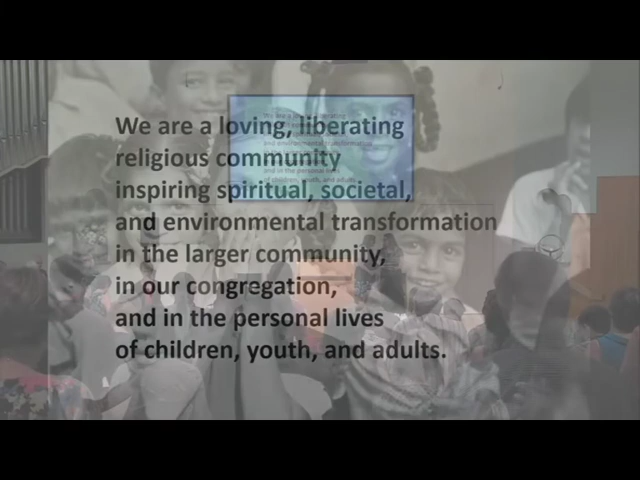 We are a loving, liberating
religious community
inspiring spiritual, societal,
and environmental transformation
in the larger community,
in our congregation,
and in the personal lives
of children, youth, and adults.